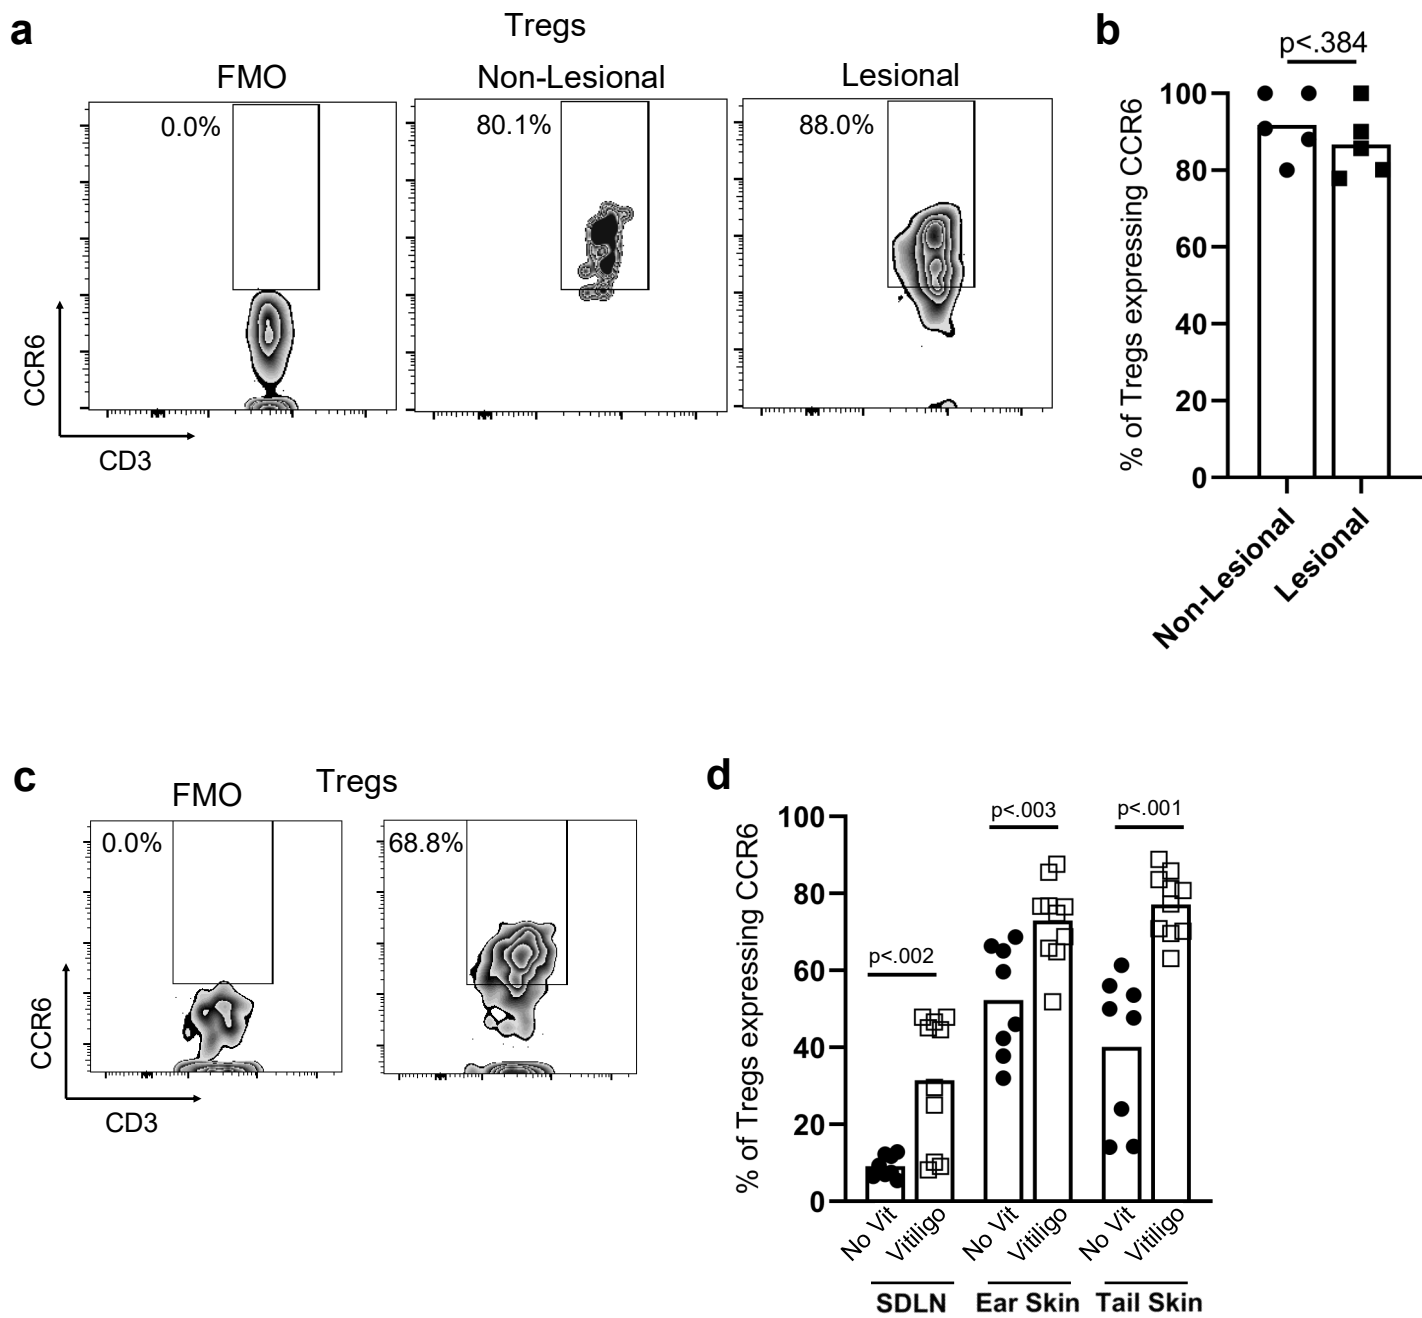 a
Tregs
FMO
Non-Lesional
Lesional
0.0%
80.1%
88.0%
CCR6
CD3
b
p<.384
% of Tregs expressing CCR6
100
80
60
40
20
0
Non-Lesional
Lesional
c
FMO
Tregs
0.0%
68.8%
CCR6
CD3
d
% of Tregs expressing CCR6
100
80
60
40
20
0
p<.002
p<.003
p<.001
No Vit
Vitiligo
No Vit
Vitiligo
No Vit
Vitiligo
SDLN
Ear Skin
Tail Skin